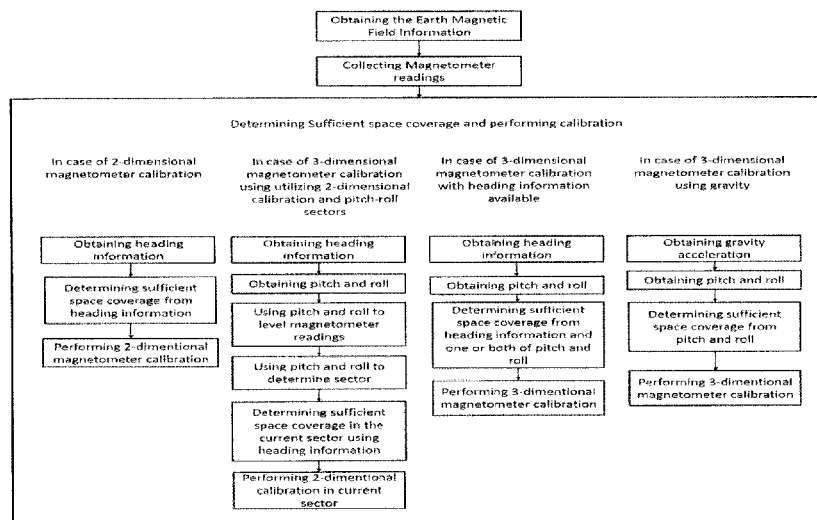 Obtaining the Earth Magnetic
Field Information
Collecting Magnetometer
readings
Determining Sufficient space coverage and performing calibration
In case of 2-dimensional
magnetometer calibration
Obtaining heading
information
Determining sufficient
space coverage from
heading information
Performing 2-dimentional
magnetometer calibration
In case of 3-dimensional
magnetometer calibration
using utilizing 2-dimensional
calibration and pitch-roll
sectors
Obtaining heading
information
Obtaining pitch and roll
Using pitch and roll to
level magnetometer
readings
Using pitch and roll to
determine sector
Determining sufficient
space coverage in the
current sector using
heading information
Performing 2-dimentional
calibration in current
sector
In case of 3-dimensional
magnetometer calibration
with heading information
available
Obtaining heading
information
Obtaining pitch and roll
Determining sufficient
space coverage from
heading information and
one or both of pitch and
roll
Performing 3-dimentional
magnetometer calibration
In case of 3-dimensional
magnetometer calibration
using gravity
Obtaining gravity
acceleration
Obtaining pitch and roll
Determining sufficient
space coverage from
pitch and roll
Performing 3-dimentional
magnetometer calibration